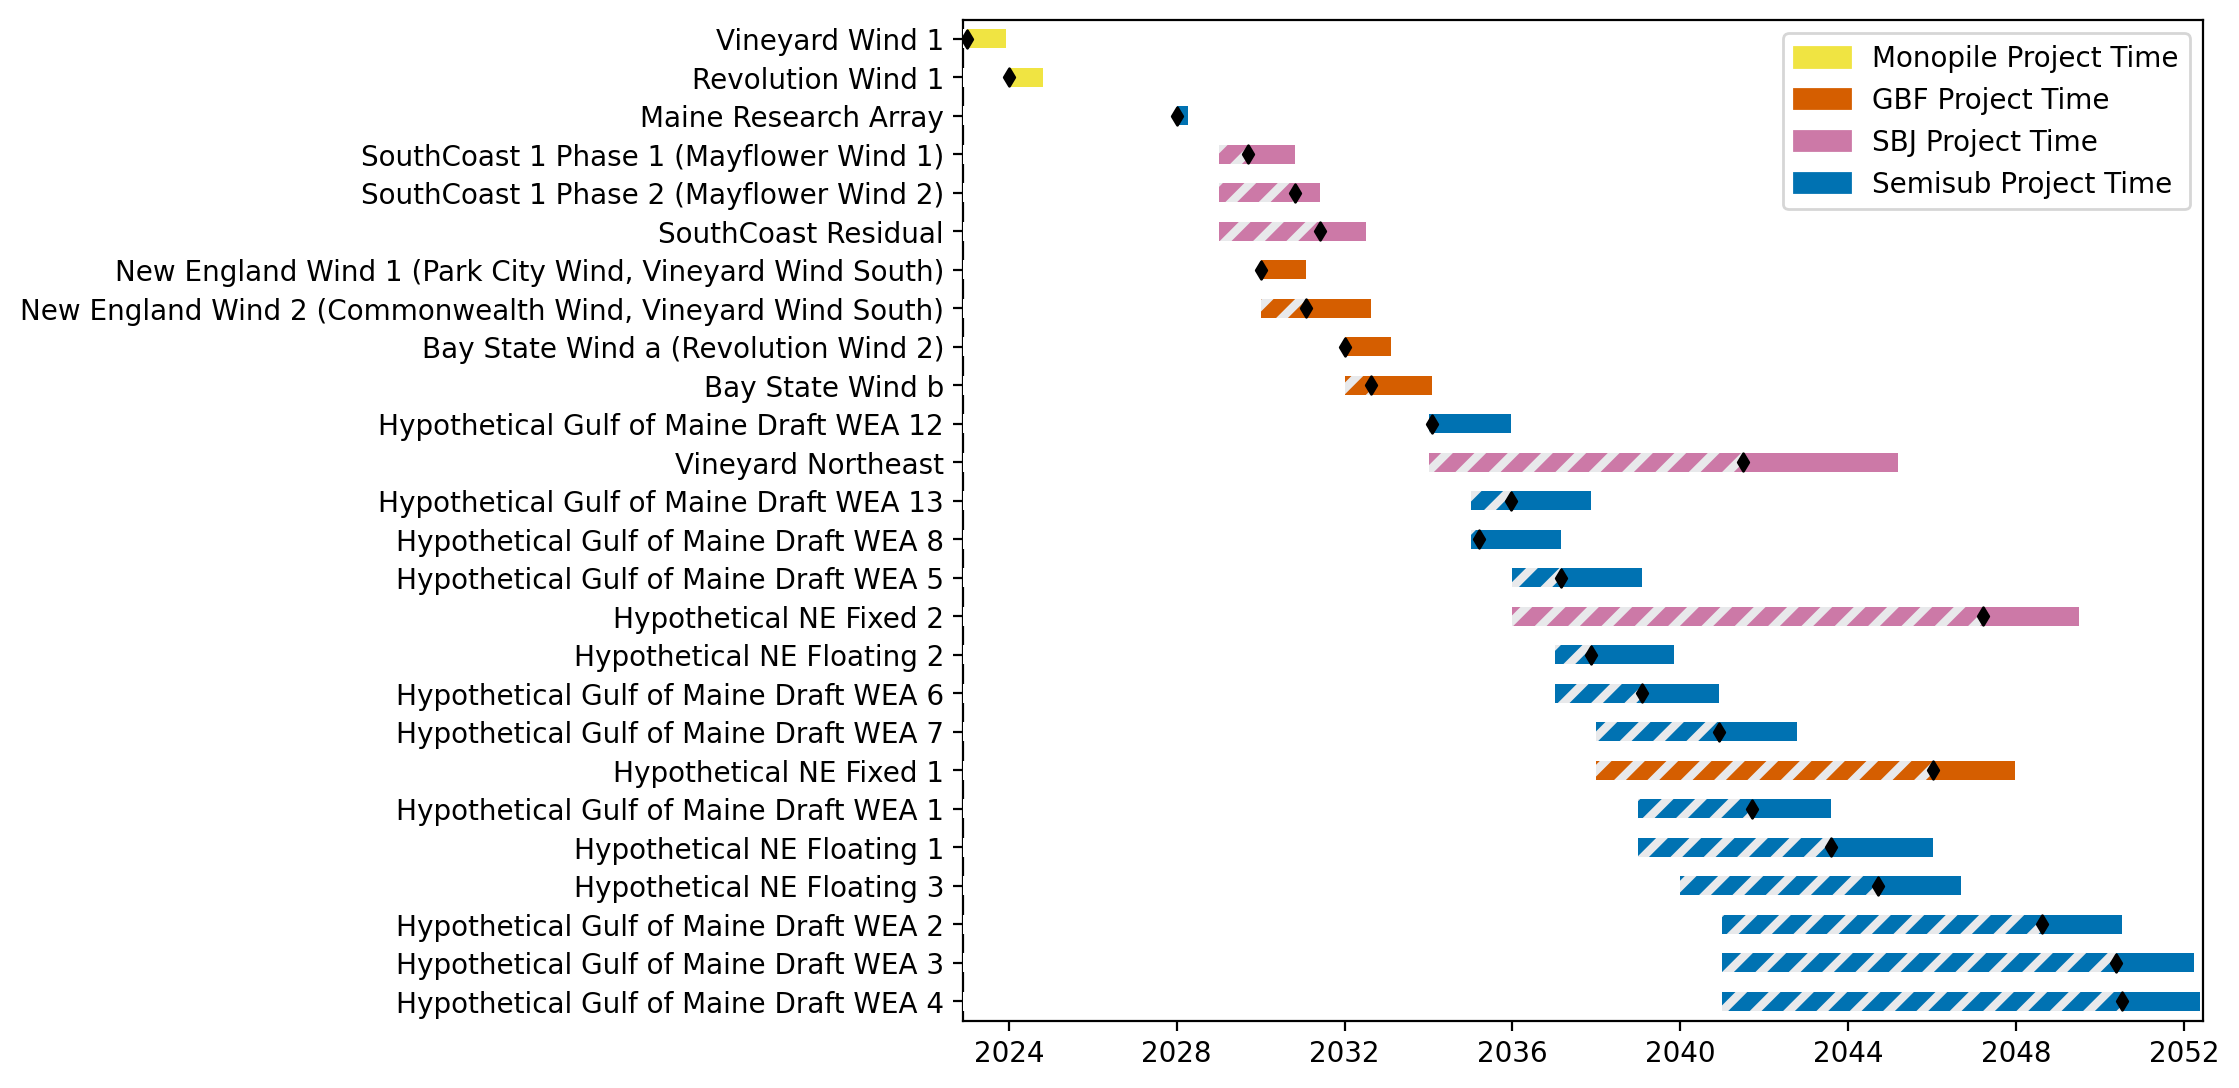 Vineyard Wind 1
Revolution Wind 1
Maine Research Array
SouthCoast 1 Phase 1 (Mayflower Wind 1)
SouthCoast 1 Phase 2 (Mayflower Wind 2)
SouthCoast Residual
New England Wind 1 (Park City Wind, Vineyard Wind South)
New England Wind 2 (Commonwealth Wind, Vineyard Wind South)
Bay State Wind a (Revolution Wind 2)
Bay State Wind b
Hypothetical Gulf of Maine Draft WEA 12
Vineyard Northeast
Hypothetical Gulf of Maine Draft WEA 13
Hypothetical Gulf of Maine Draft WEA 8
Hypothetical Gulf of Maine Draft WEA 5
Hypothetical NE Fixed 2
Hypothetical NE Floating 2
Hypothetical Gulf of Maine Draft WEA 6
Hypothetical Gulf of Maine Draft WEA 7
Hypothetical NE Fixed 1
Hypothetical Gulf of Maine Draft WEA 1
Hypothetical NE Floating 1
Hypothetical NE Floating 3
Hypothetical Gulf of Maine Draft WEA 2
Hypothetical Gulf of Maine Draft WEA 3
Hypothetical Gulf of Maine Draft WEA 4
Monopile Project Time
GBF Project Time
SBJ Project Time
Semisub Project Time
2024 2028 2032 2036 2040 2044 2048 2052